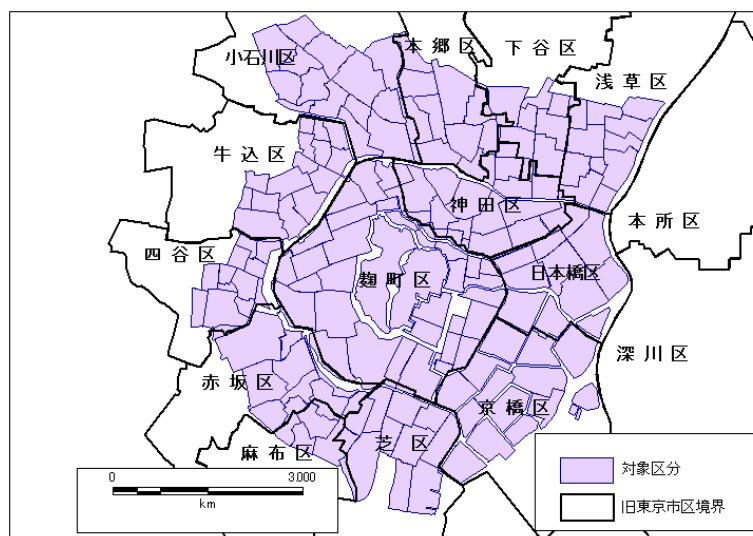 小石川区
本郷区
下谷区
浅草区
牛込区
神田区
本所区
四谷区
麹町区
日本橋区
深川区
赤坂区
京橋区
芝区
麻布区
0 3,000
km
対象区分
旧東京市区境界